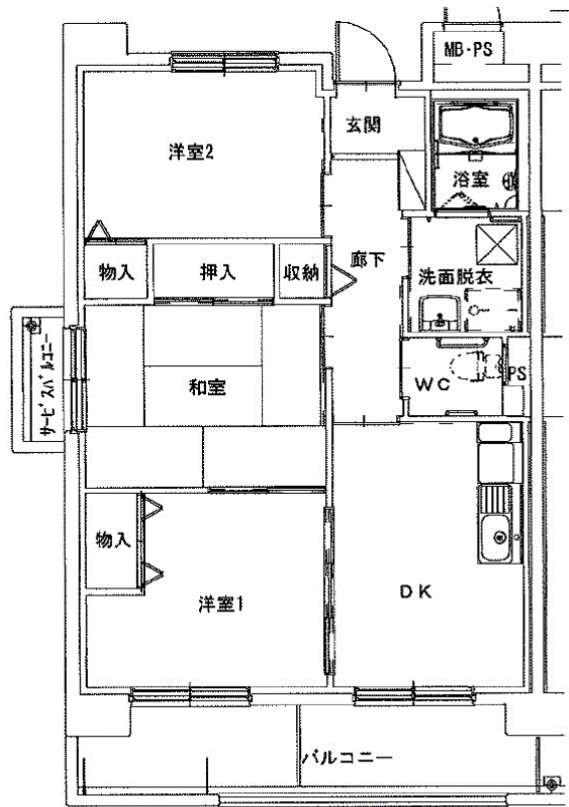 MB・PS
玄関
洋室2
浴室
物入
押入
収納
廊下
洗面脱衣
サービスバルコニー
和室
WC
PS
物入
洋室1
DK
バルコニー